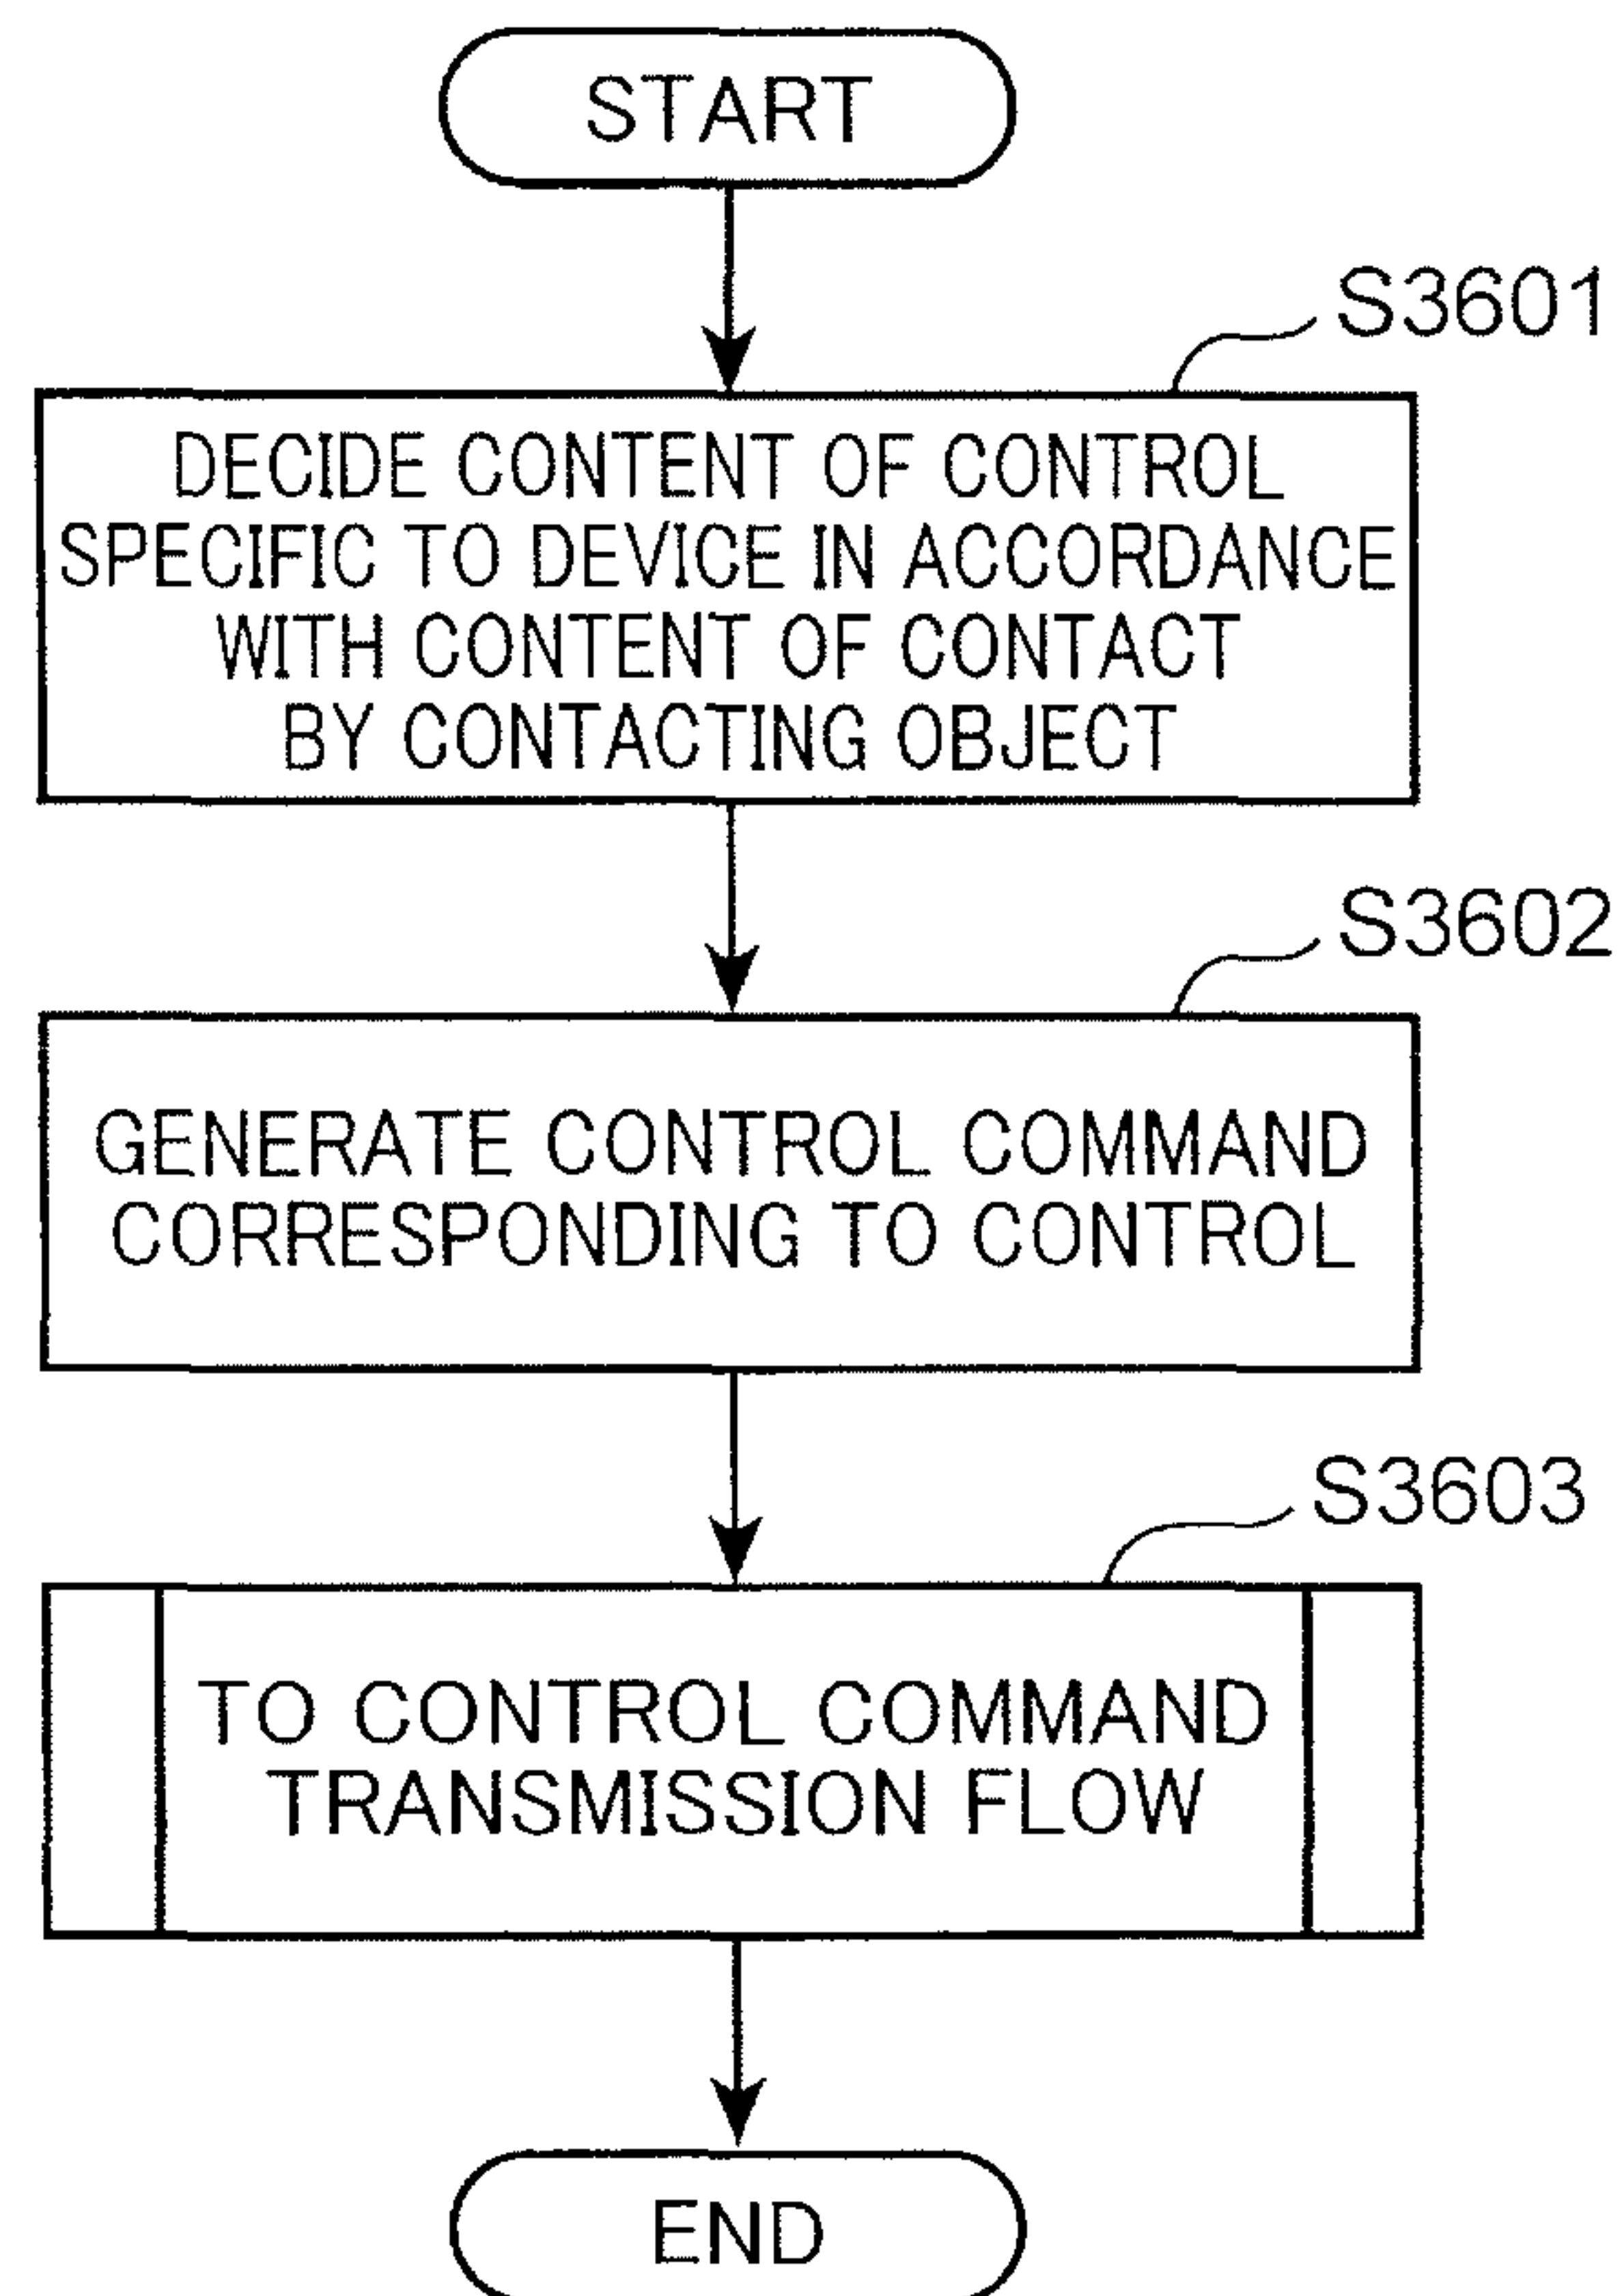 START
S3601
DECIDE CONTENT OF CONTROL
SPECIFIC TO DEVICE IN ACCORDANCE
WITH CONTENT OF CONTACT
BY CONTACTING OBJECT
S3602
GENERATE CONTROL COMMAND
CORRESPONDING TO CONTROL
S3603
TO CONTROL COMMAND
TRANSMISSION FLOW
END